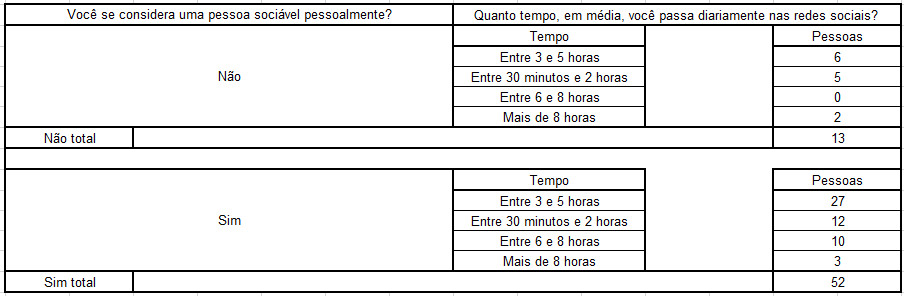 Você se considera uma pessoa sociável pessoalmente? Quanto tempo, em média, você passa diariamente nas redes sociais?
Tempo Pessoas
Entre 3 e 5 horas 6
Não Entre 30 minutos e 2 horas 5
Entre 6 e 8 horas 0
Mais de 8 horas 2
Não total 13
Tempo Pessoas
Entre 3 e 5 horas 27
Sim Entre 30 minutos e 2 horas 12
Entre 6 e 8 horas 10
Mais de 8 horas 3
Sim total 52